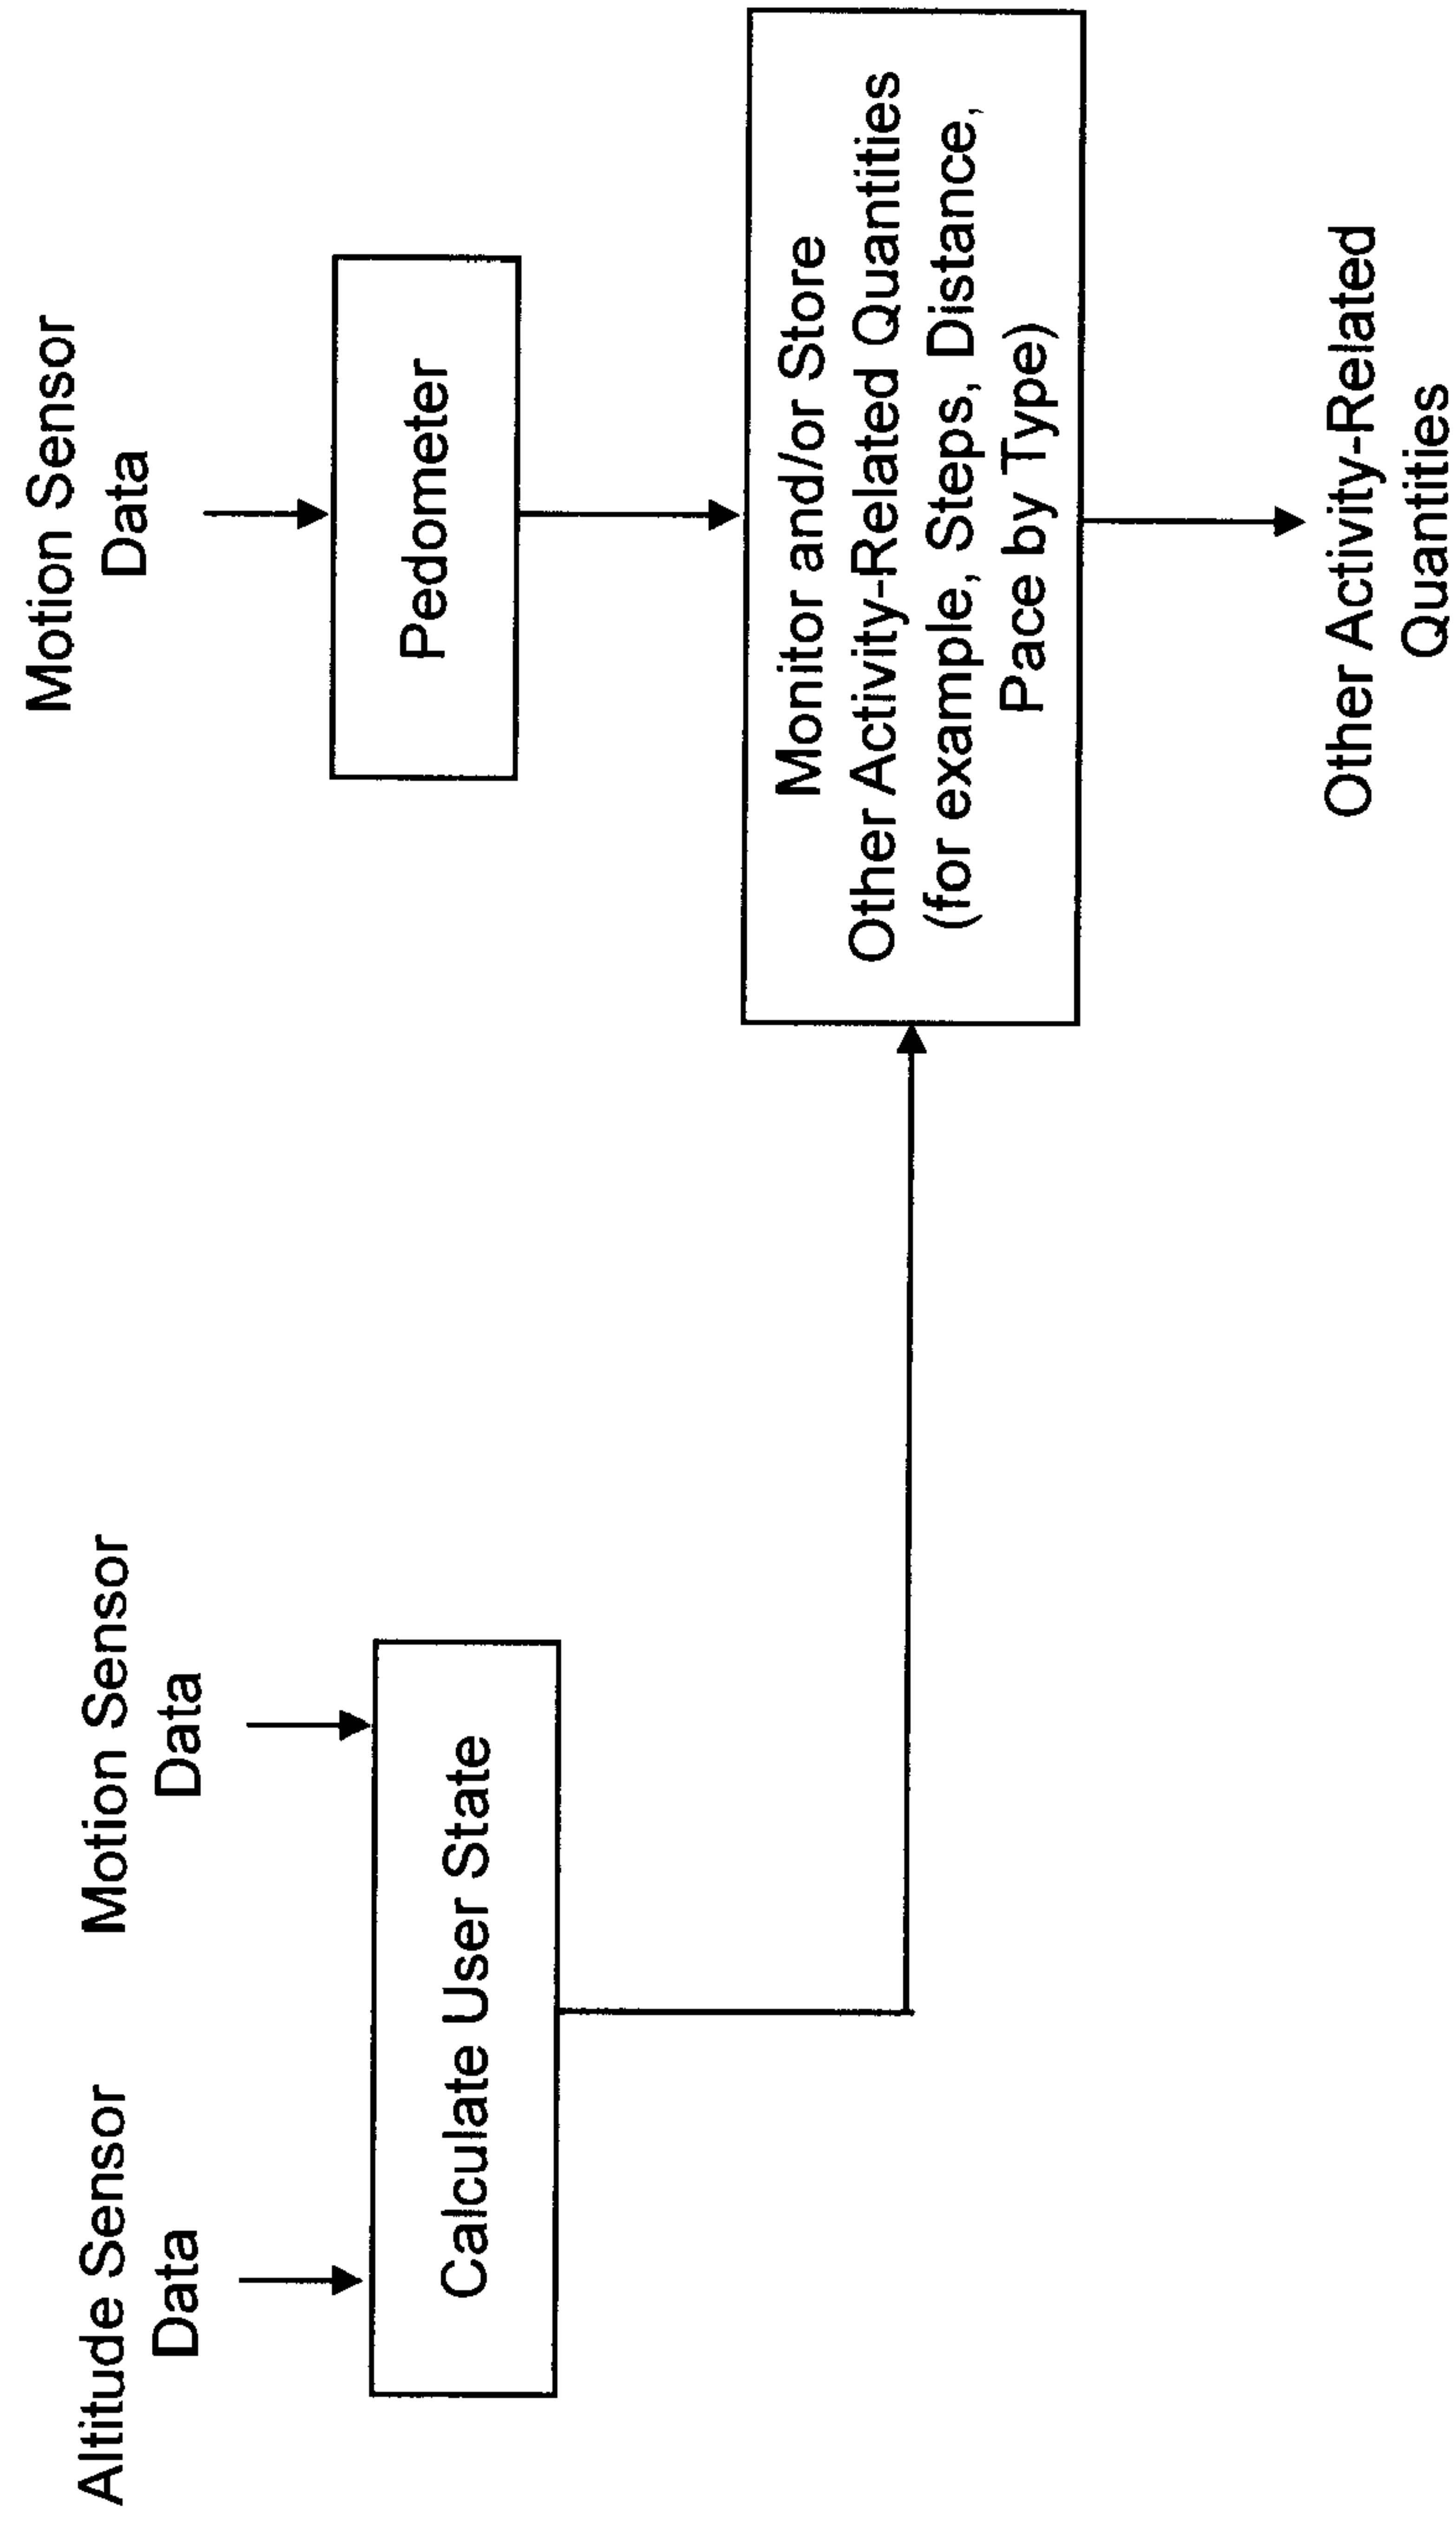 Altitude Sensor
Data
Motion Sensor
Data
Calculate User State
Motion Sensor
Data
Pedometer
Monitor and/or Store
Other Activity-Related Quantities
(for example, Steps, Distance,
Pace by Type)
Other Activity-Related
Quantities